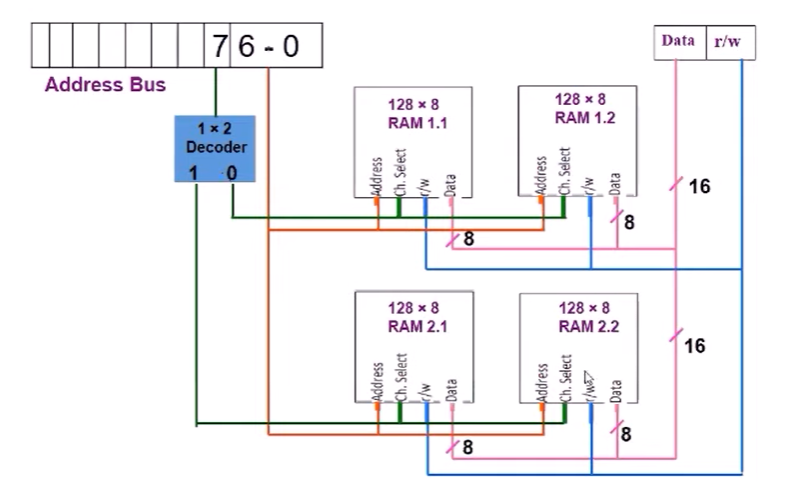 7 6 - 0
Data r/w
Address Bus
1 × 2
Decoder
1 0
128 × 8
RAM 1.1
Address
Ch. Select
r/w
Data
128 × 8
RAM 1.2
Address
Ch. Select
r/w
Data
16
8
8
128 × 8
RAM 2.1
Address
Ch. Select
r/w
Data
128 × 8
RAM 2.2
Address
Ch. Select
r/w
Data
16
8
8